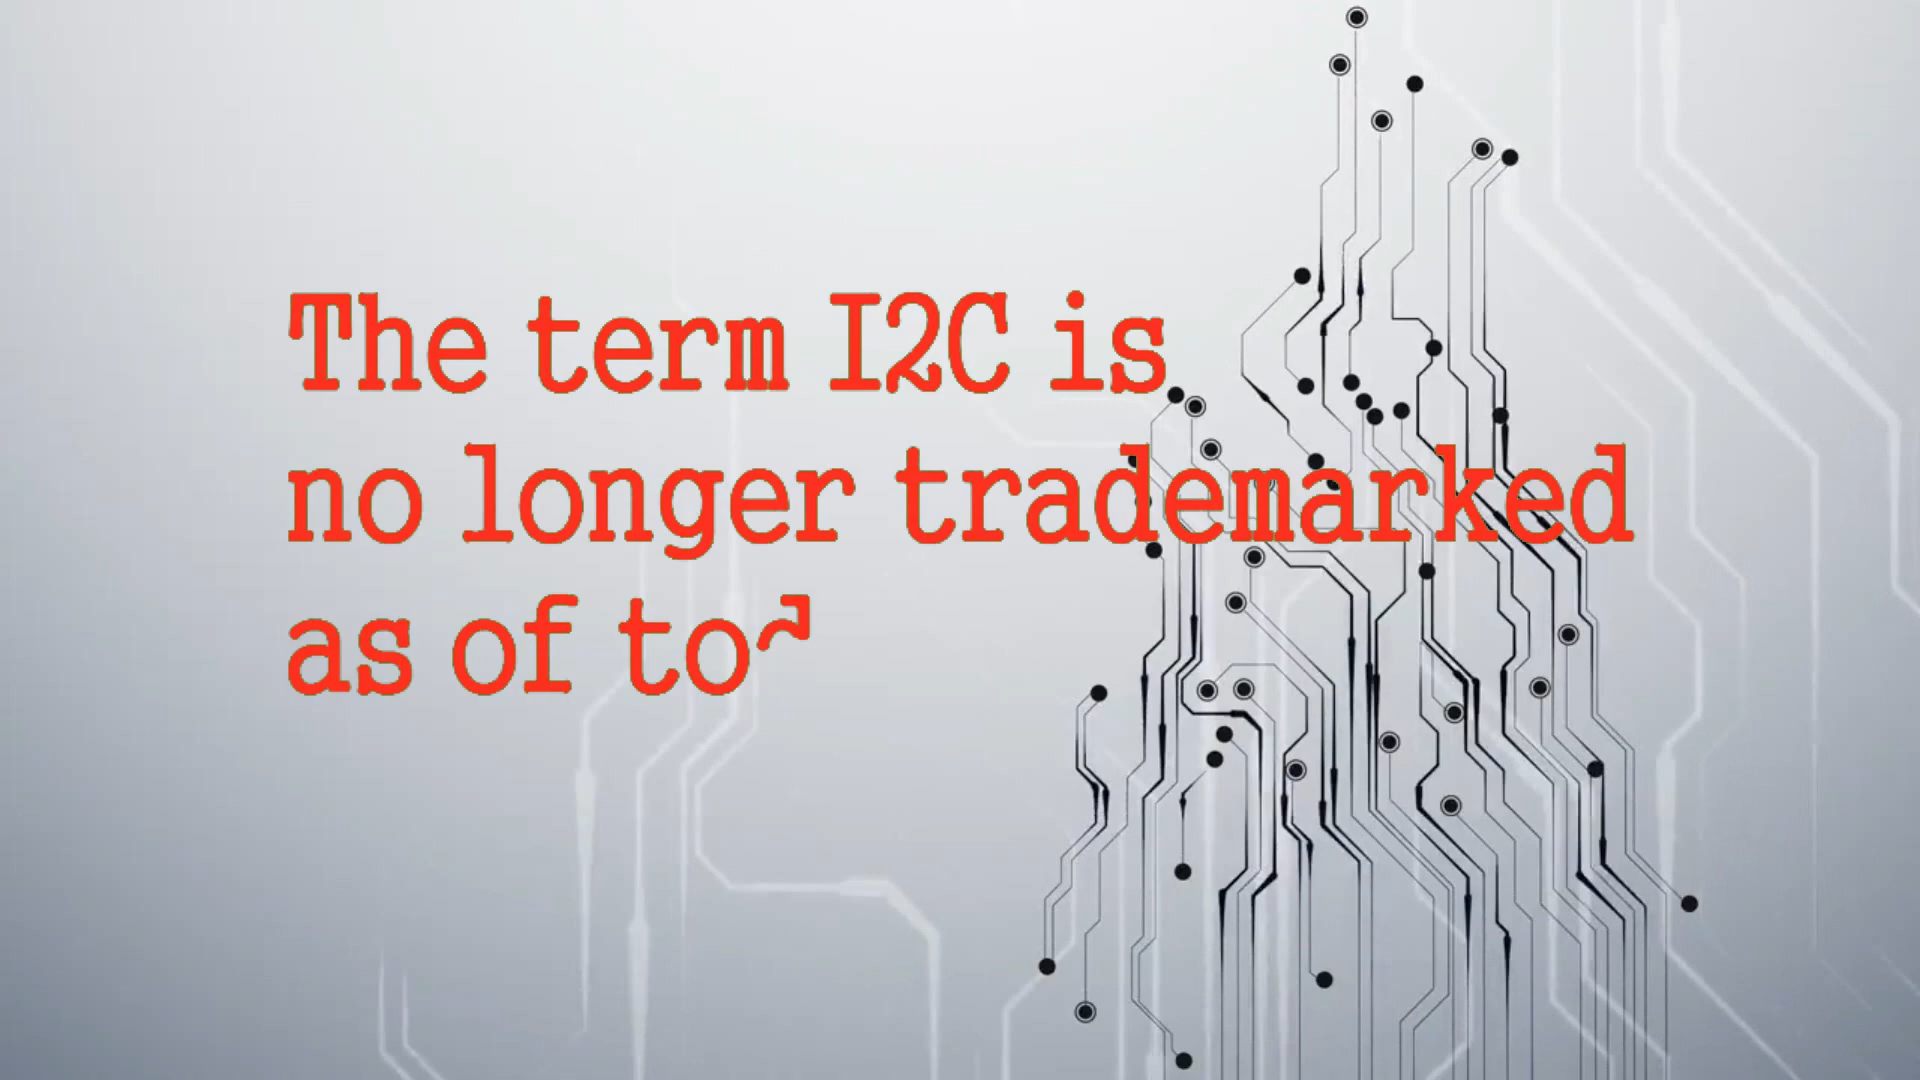 The term I2C is
no longer trademarked
as of to